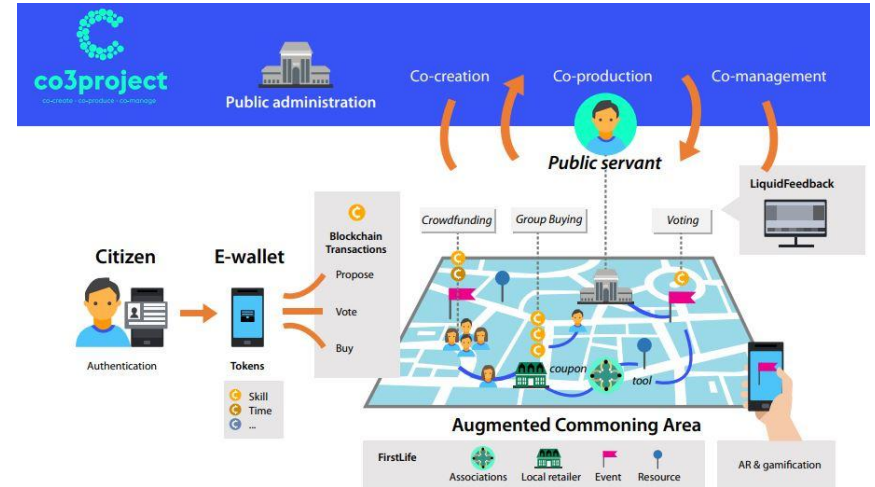 co3project
co-create · co-produce · co-manage
Public administration
Co-creation
Co-production
Co-management
Public servant
LiquidFeedback
Crowdfunding
Group Buying
Voting
Citizen
Authentication
E-wallet
Tokens
Skill
Time
...
Blockchain
Transactions
Propose
Vote
Buy
coupon
tool
Augmented Commoning Area
FirstLife
Associations
Local retailer
Event
Resource
AR & gamification